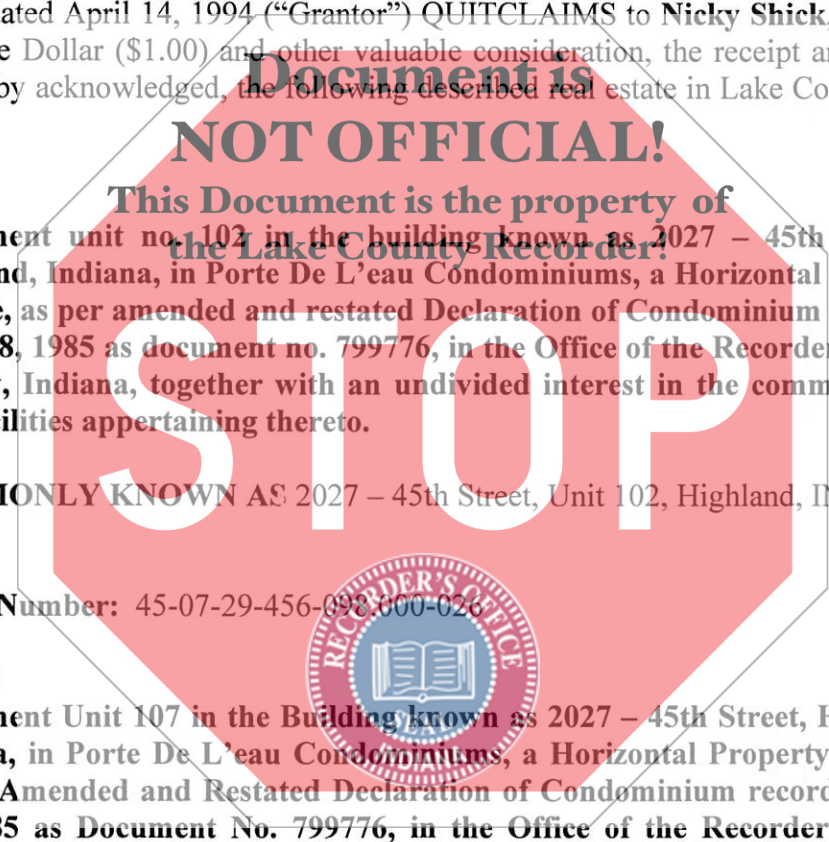 ated April 14, 1994 (“Grantor”) QUITCLAIMS to Nicky Shick,
e Dollar ($1.00) and other valuable consideration, the receipt a
by acknowledged, the following described real estate in Lake Co
Document is
NOT OFFICIAL!
This Document is the property of
the Lake County Recorder!
ent unit no. 102 in the building known as 2027 – 45th
nd, Indiana, in Porte De L'eau Condominiums, a Horizontal
e, as per amended and restated Declaration of Condominium
8, 1985 as document no. 799776, in the Office of the Recorde
, Indiana, together with an undivided interest in the comm
cilities appertaining thereto.
STOP
IONLY KNOWN AS 2027 – 45th Street, Unit 102, Highland, IN
Number: 45-07-29-456-098.000-026
RECORDER'S OFFICE
SEAL
INDIANA
ent Unit 107 in the Building known as 2027 – 45th Street, H
a, in Porte De L'eau Condominiums, a Horizontal Property
Amended and Restated Declaration of Condominium record
35 as Document No. 799776, in the Office of the Recorder